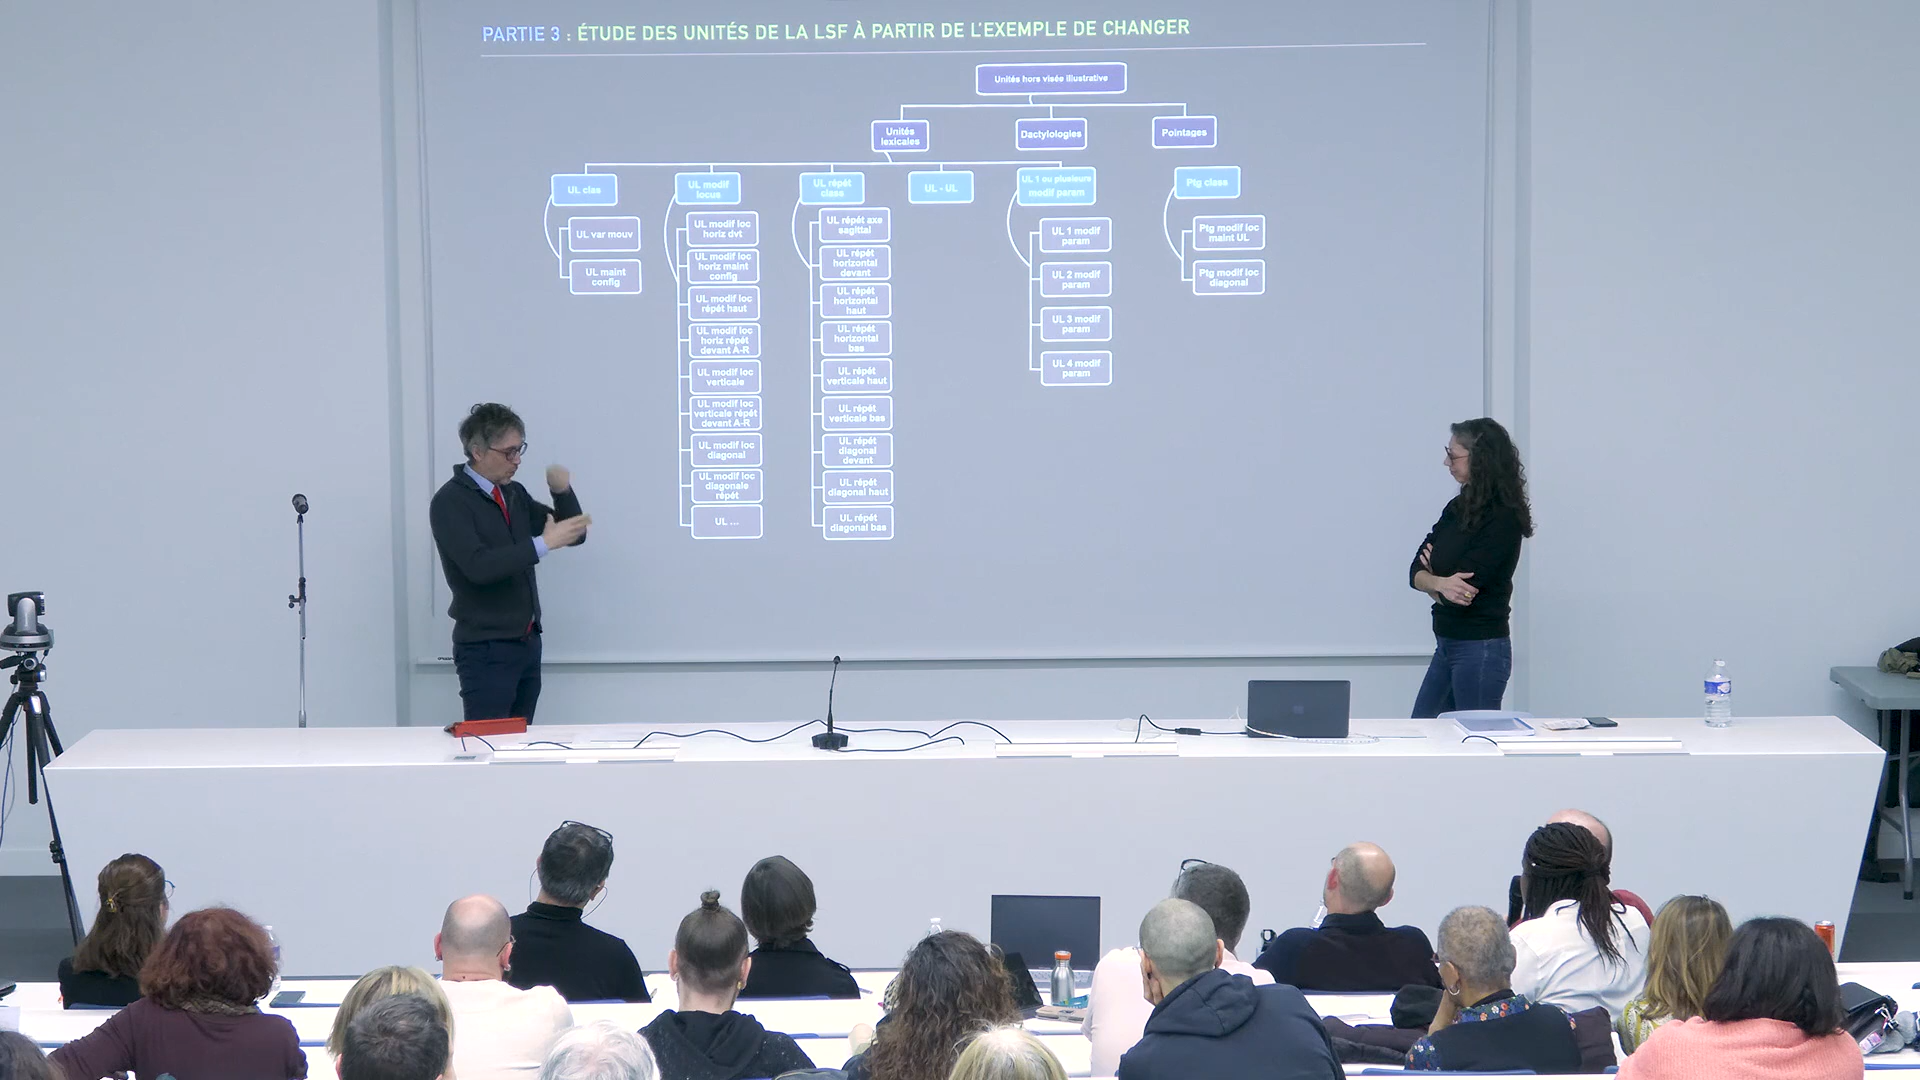 PARTIE 3 : ÉTUDE DES UNITÉS DE LA LSF À PARTIR DE L'EXEMPLE DE CHANGER
Unités hors visée illustrative
Unités
lexicales
Dactylologies
Pointages
UL clas
UL modif
locus
UL répét
class
UL - UL
UL 1 ou plusieurs
modif param
Ptg class
UL var mouv
UL maint
config
UL modif loc
horiz dvt
UL modif loc
horiz maint
config
UL modif loc
répét haut
UL modif loc
horiz répét
devant A-R
UL modif loc
verticale
UL modif loc
verticale répét
devant A-R
UL modif loc
diagonal
UL modif loc
diagonale
répét
UL ...
UL répét axe
sagittal
UL répét
horizontal
devant
UL répét
horizontal
haut
UL répét
horizontal
bas
UL répét
verticale haut
UL répét
verticale bas
UL répét
diagonal
devant
UL répét
diagonal haut
UL répét
diagonal bas
UL 1 modif
param
UL 2 modif
param
UL 3 modif
param
UL 4 modif
param
Ptg modif loc
maint UL
Ptg modif loc
diagonal